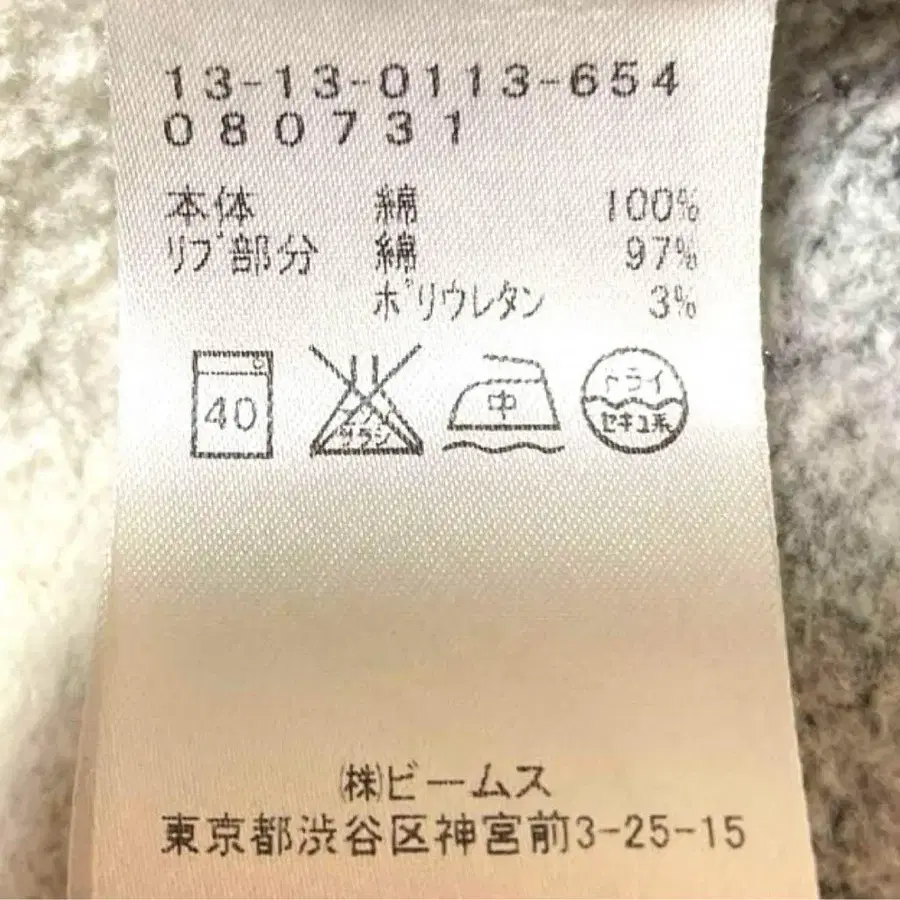 13-13-0113-654
080731
本体 綿 100%
リブ部分 綿 97%
ポリウレタン 3%
40 サラシ 中 ドライ
セキユ系
㈱ビームス
東京都渋谷区神宮前3-25-15